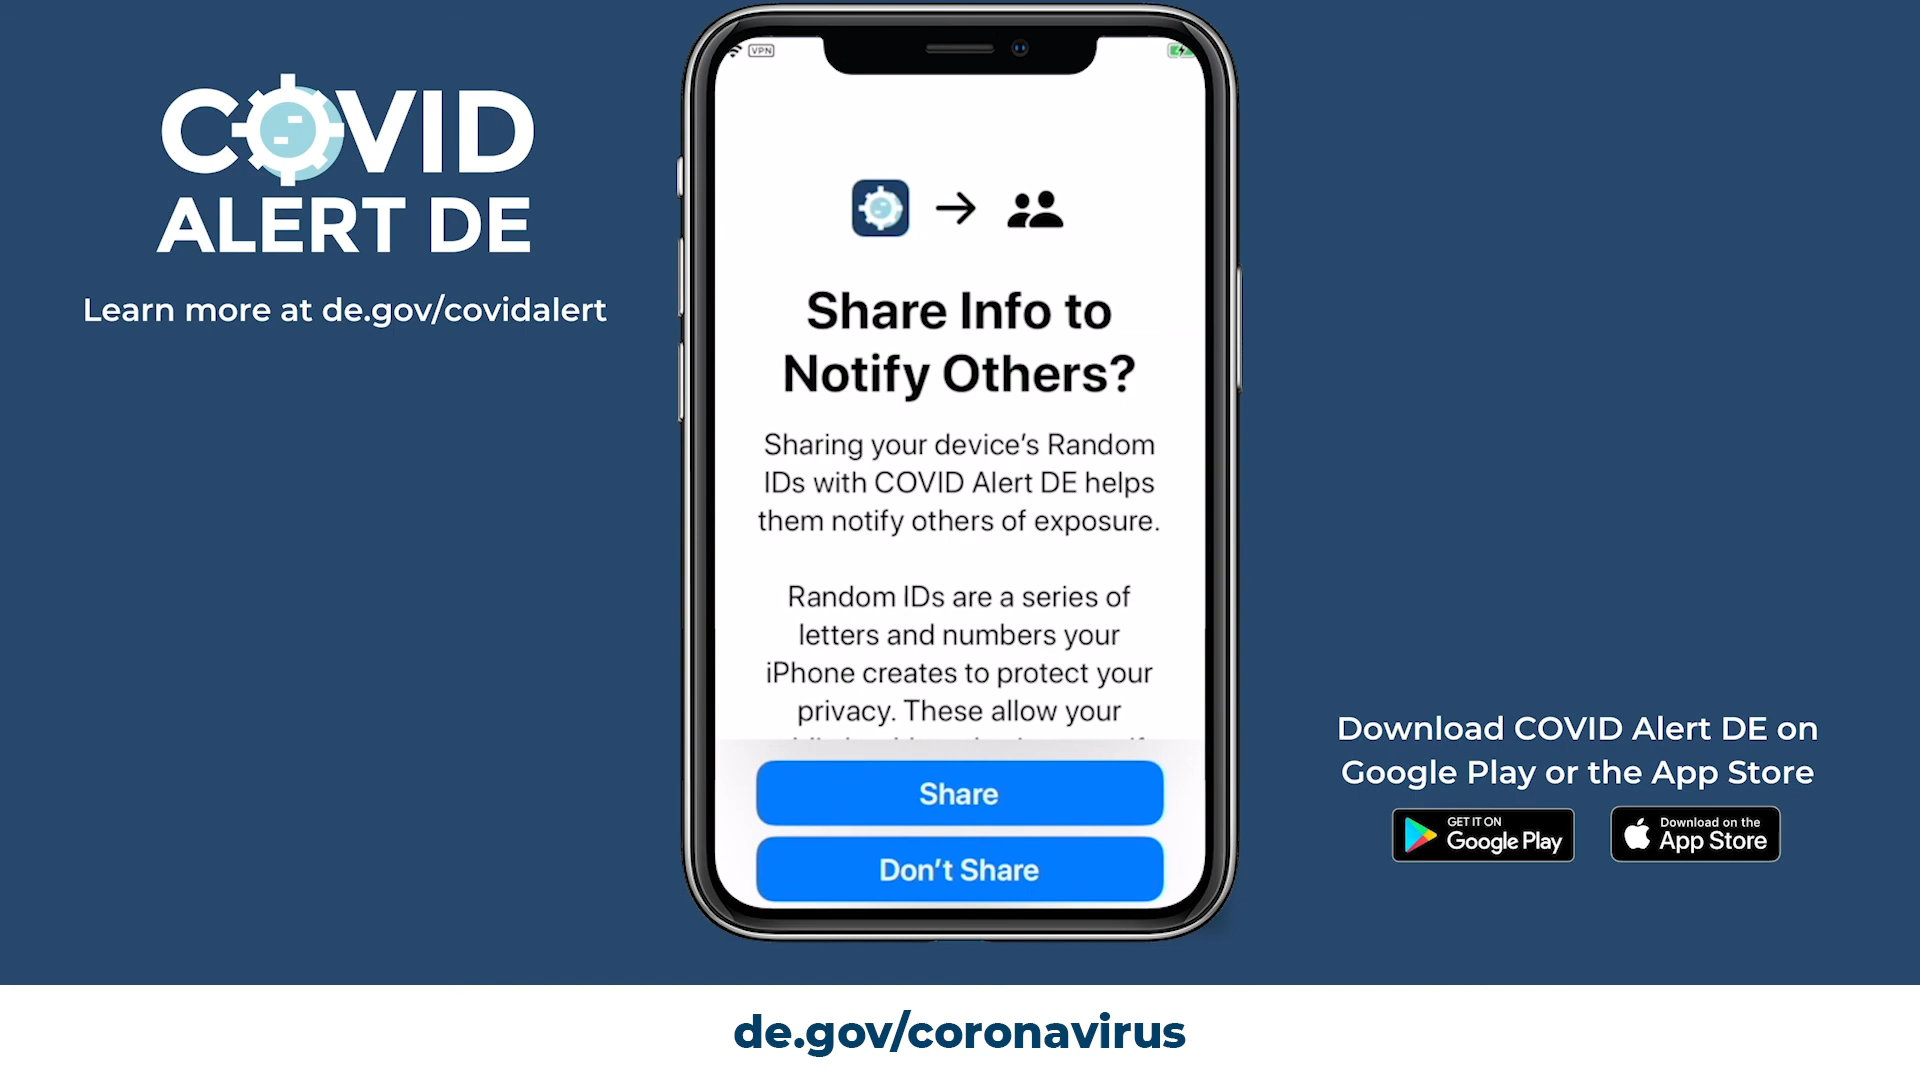 COVID
ALERT DE
Learn more at de.gov/covidalert
VPN
Share Info to
Notify Others?
Sharing your device's Random
IDs with COVID Alert DE helps
them notify others of exposure.
Random IDs are a series of
letters and numbers your
iPhone creates to protect your
privacy. These allow your
Share
Don't Share
Download COVID Alert DE on
Google Play or the App Store
GET IT ON
Google Play
Download on the
App Store
de.gov/coronavirus